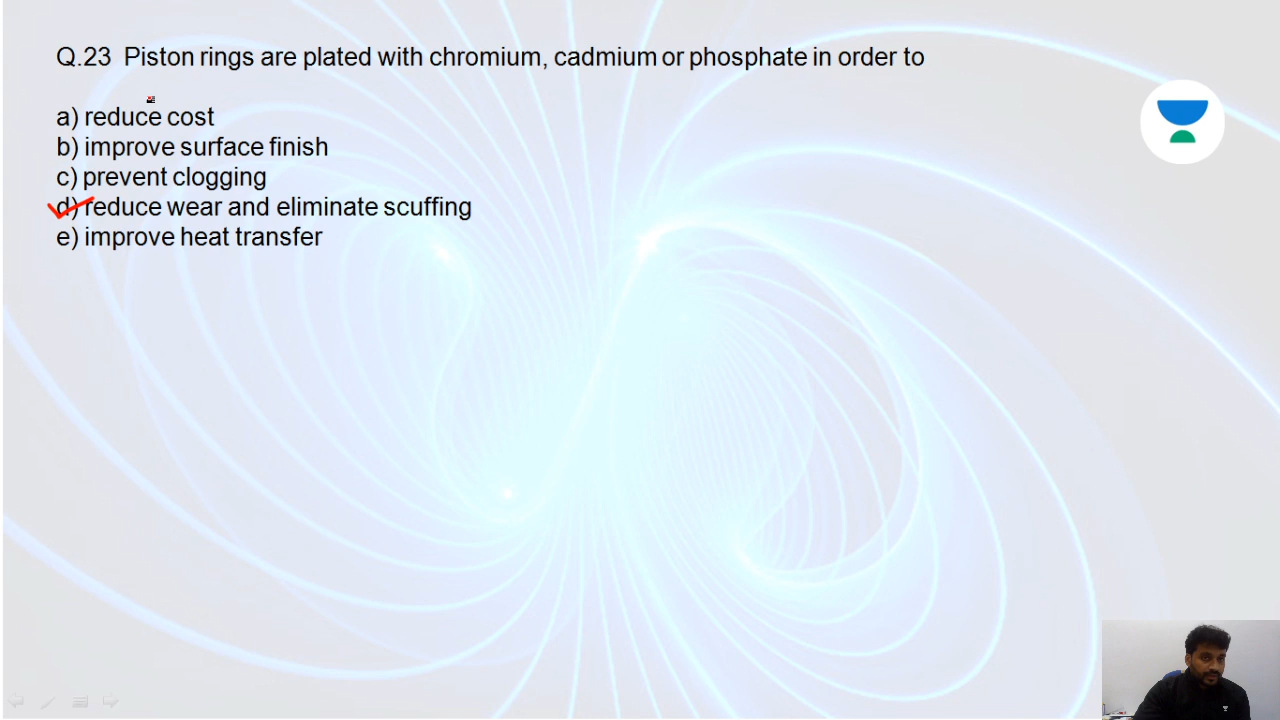 Q.23 Piston rings are plated with chromium, cadmium or phosphate in order to
a) reduce cost
b) improve surface finish
c) prevent clogging
d) reduce wear and eliminate scuffing
e) improve heat transfer